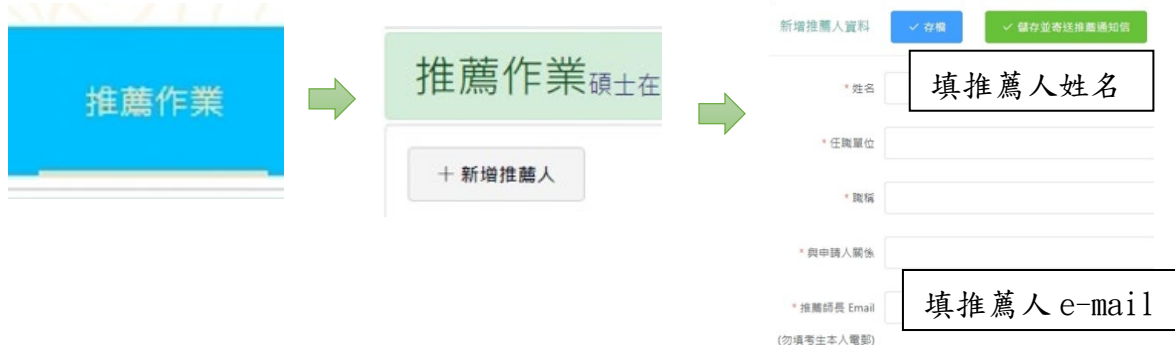 推薦作業
推薦作業碩士在
＋新增推薦人
新增推薦人資料
✓ 存檔
✓ 儲存並寄送推薦通知信
* 姓名
填推薦人姓名
* 任職單位
* 職稱
* 與申請人關係
* 推薦師長 Email
填推薦人 e-mail
(勿填考生本人電郵)